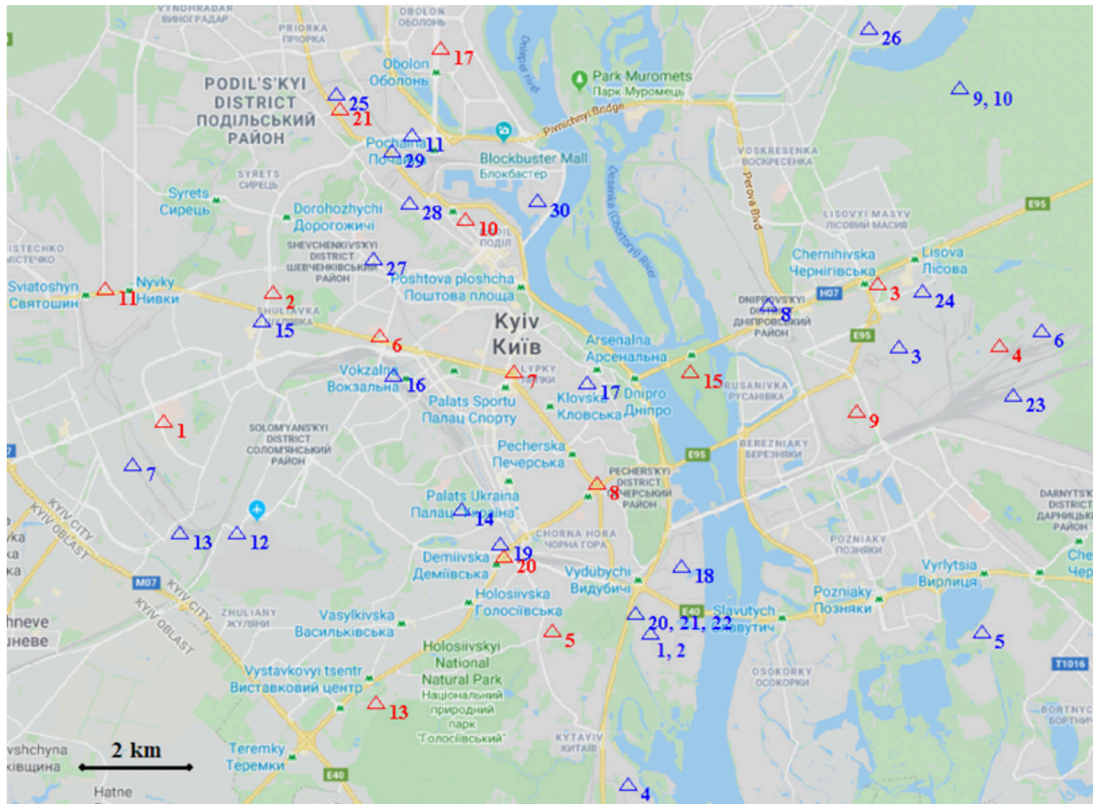 VYNOHRADAR
ВИНОГРАДАР
OBOLON
ОБОЛОНЬ
PRIORKA
ПРІОРКА
26
17
Obolon
Оболонь
Dnieper river
PODIL'S'KYI
DISTRICT
ПОДІЛЬСЬКИЙ
РАЙОН
Park Muromets
Парк Муромець
9, 10
25
21
Pivnichnyi Bridge
11
Pochaina
29
Blockbuster Mall
Блокбастер
VOSKRESENKA
ВОСКРЕСЕНКА
Desenka (Chortoryi) River
Perova Blvd
SYRETS
СИРЕЦЬ
Syrets
Сирець
Dorohozhychi
Дорогожичі
28
10
ПОДІЛ
30
LISOVYI MASYV
ЛІСОВИЙ МАСИВ
E95
SHEVCHENKIVS'KYI
DISTRICT
ШЕВЧЕНКІВСЬКИЙ
РАЙОН
27
Poshtova ploshcha
Поштова площа
Chernihivska
Чернігівська
Lisova
Лісова
Sviatoshyn
Святошин
11
Nyvky
Нивки
2
3
H07
24
SHULIAVKA
15
6
Kyiv
Київ
DNIPROVS'KYI
DISTRICT
ДНІПРОВСЬКИЙ
РАЙОН
8
E95
3
4
6
Arsenalna
Арсенальна
LYPKY
ЛИПКИ
Vokzalna
Вокзальна
16
7
17
15
RUSANIVKA
РУСАНІВКА
Palats Sportu
Палац Спорту
Klovska
Кловська
Dnipro
Дніпро
23
1
9
SOLOM'YANS'KYI
DISTRICT
СОЛОМ'ЯНСЬКИЙ
РАЙОН
Pecherska
Печерська
BEREZNIAKY
БЕРЕЗНЯКИ
E95
7
PECHERS'KYI
DISTRICT
ПЕЧЕРСЬКИЙ
РАЙОН
8
KYIV CITY
KYIV OBLAST
Palats Ukraina
Палац "Україна"
14
DARNYTS'KYI
DISTRICT
ДАРНИЦЬКИЙ
РАЙОН
13
12
CHORNA HORA
ЧОРНА ГОРА
19
20
Demiivska
Деміївська
POZNIAKY
ПОЗНЯКИ
M07
KYIV CITY
KYIV OBLAST
Vydubychi
Видубичі
18
Vyrlytsia
Вирлиця
ZHULIANY
ЖУЛЯНИ
Holosiivska
Голосіївська
Vasylkivska
Васильківська
E40
20, 21, 22
1, 2
Slavutych
Pozniaky
Позняки
5
5
Holosiivskyi
National
Natural Park
Національний
природний
парк
"Голосіївський"
Vystavkovyi tsentr
Виставковий центр
T1016
OSOKORKY
ОСОКОРКИ
13
KYTAYIV
КИТАЇВ
2 km
Teremky
Теремки
E40
Hatne
4